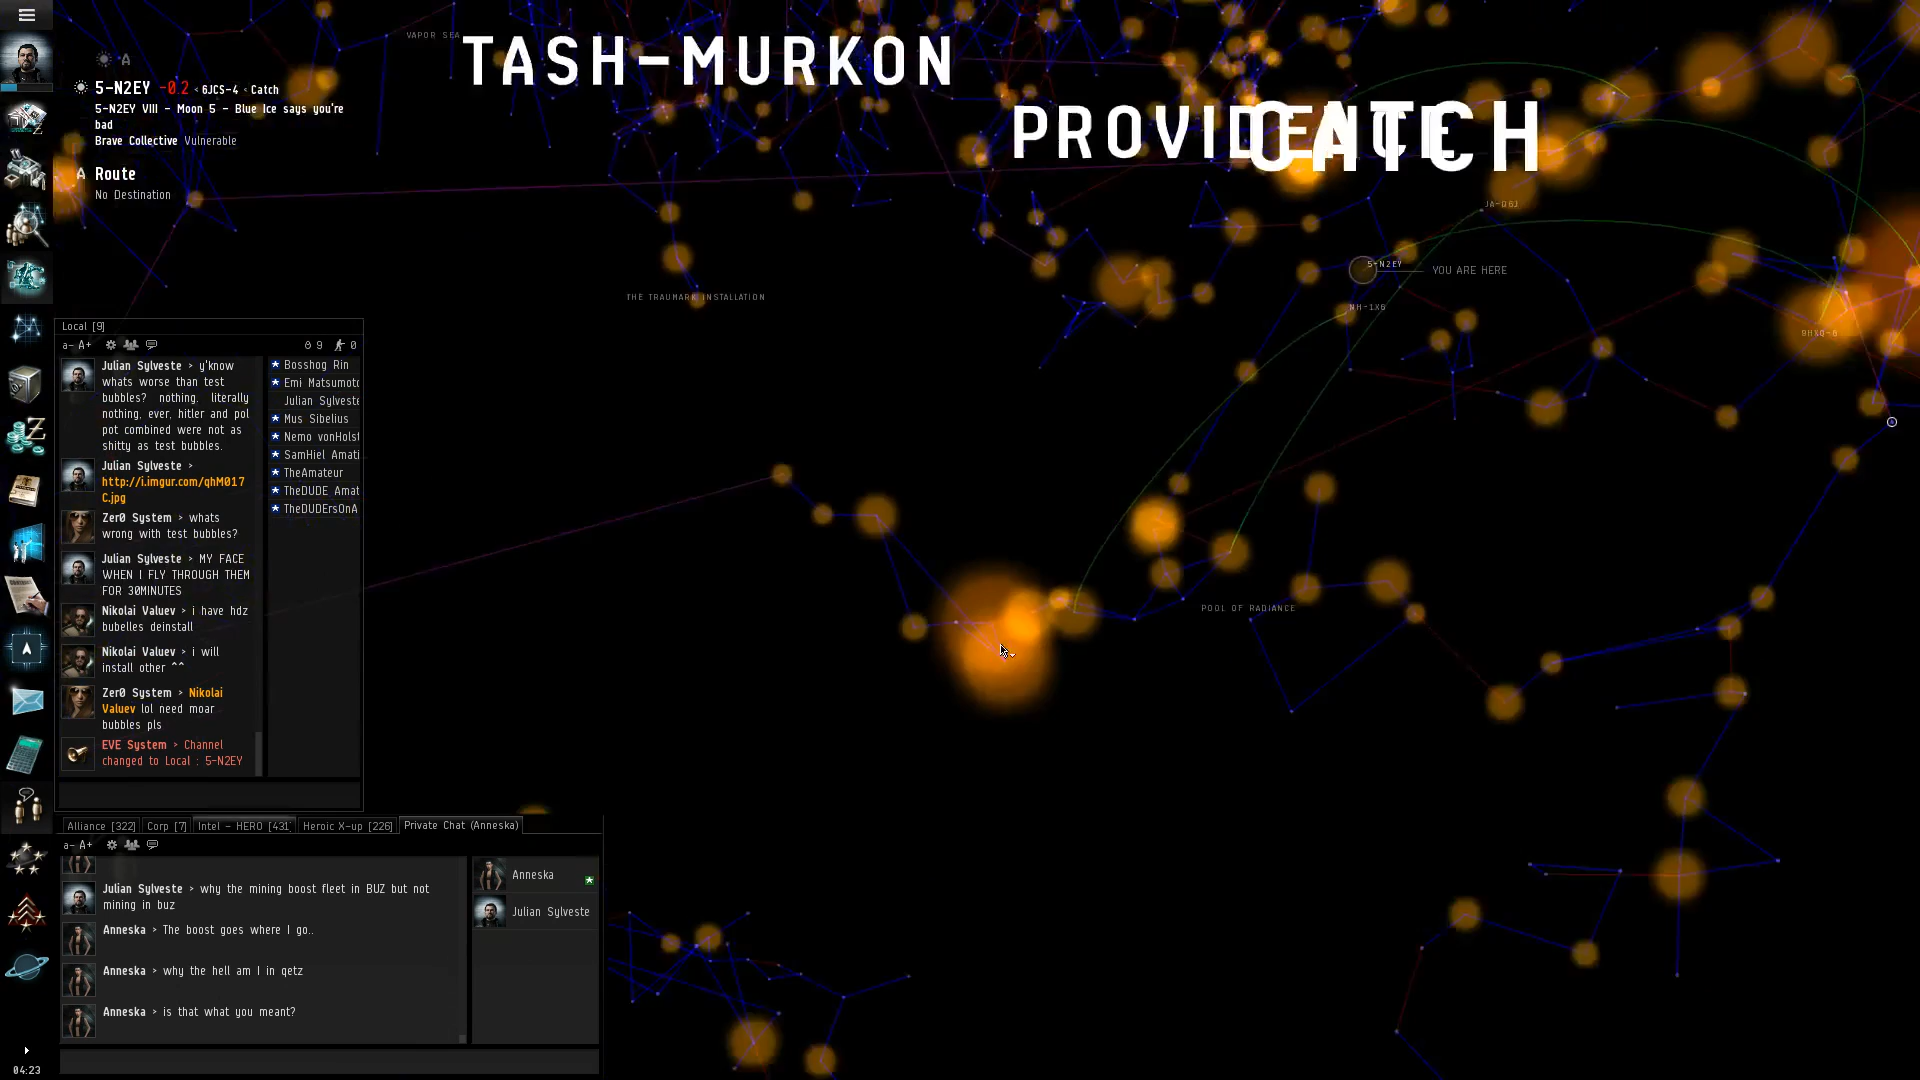 VAPOR SEA
TASH-MURKON
PROVIDENCE
CATCH
5-N2EY -0.2 < 6JCS-4 < Catch
5-N2EY VIII - Moon 5 - Blue Ice says you're
bad
Brave Collective Vulnerable
Route
No Destination
JA-O6J
5-N2EY
YOU ARE HERE
THE TRAUMARK INSTALLATION
NH-1X6
9HXQ-G
POOL OF RADIANCE
Local [9]
a- A+
9 0
Julian Sylveste > y'know
whats worse than test
bubbles? nothing. literally
nothing, ever, hitler and pol
pot combined were not as
shitty as test bubbles.
Julian Sylveste >
http://i.imgur.com/qhM017
C.jpg
Zer0 System > whats
wrong with test bubbles?
Julian Sylveste > MY FACE
WHEN I FLY THROUGH THEM
FOR 30MINUTES
Nikolai Valuev > i have hdz
bubelles deinstall
Nikolai Valuev > i will
install other ^^
Zer0 System > Nikolai
Valuev lol need moar
bubbles pls
EVE System > Channel
changed to Local : 5-N2EY
Bosshog Rin
Emi Matsumoto
Julian Sylveste
Mus Sibelius
Nemo vonHolst
SamHiel Amati
TheAmateur
TheDUDE Amat
TheDUDErsOnA
Alliance [322] Corp [7] Intel - HERO [431] Heroic X-up [226] Private Chat (Anneska)
a- A+
Julian Sylveste > why the mining boost fleet in BUZ but not
mining in buz
Anneska > The boost goes where I go..
Anneska > why the hell am I in qetz
Anneska > is that what you meant?
Anneska
Julian Sylveste
04:23